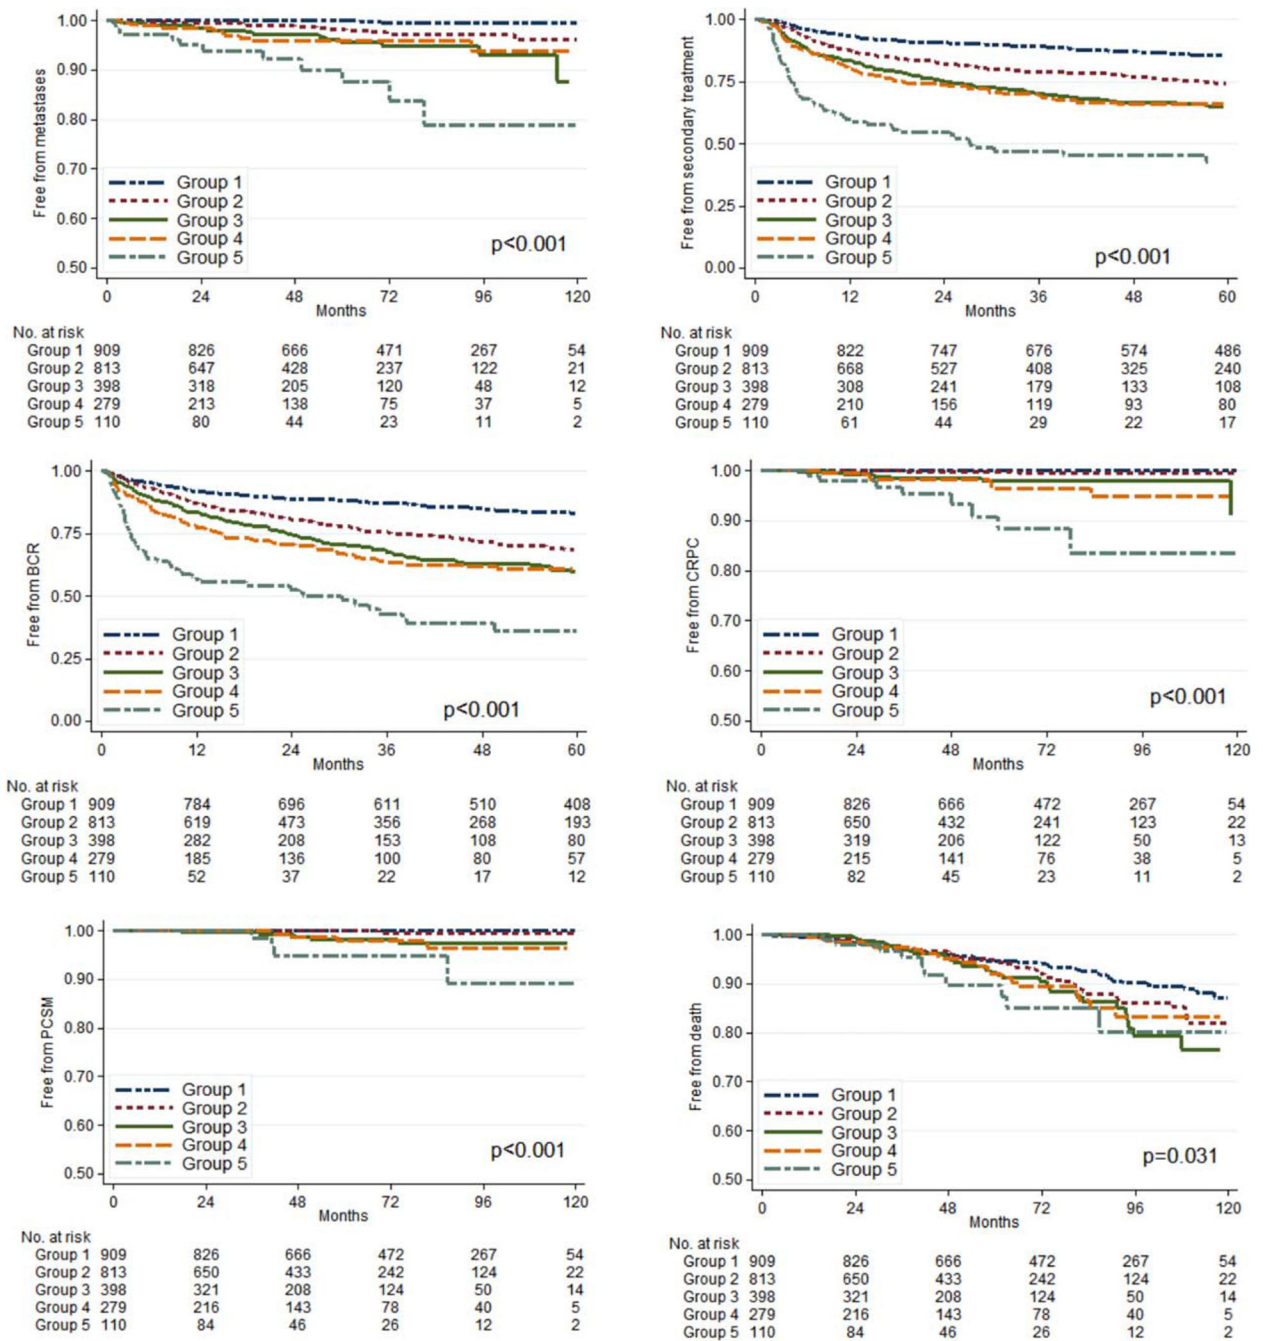 Free from metastases
1.00
0.90
0.80
0.70
0.60
0.50
Group 1
Group 2
Group 3
Group 4
Group 5
p<0.001
0 24 48 72 96 120
Months
No. at risk
Group 1 909 826 666 471 267 54
Group 2 813 647 428 237 122 21
Group 3 398 318 205 120 48 12
Group 4 279 213 138 75 37 5
Group 5 110 80 44 23 11 2
Free from secondary treatment
1.00
0.75
0.50
0.25
0.00
Group 1
Group 2
Group 3
Group 4
Group 5
p<0.001
0 12 24 36 48 60
Months
No. at risk
Group 1 909 822 747 676 574 486
Group 2 813 668 527 408 325 240
Group 3 398 308 241 179 133 108
Group 4 279 210 156 119 93 80
Group 5 110 61 44 29 22 17
Free from BCR
1.00
0.75
0.50
0.25
0.00
Group 1
Group 2
Group 3
Group 4
Group 5
p<0.001
0 12 24 36 48 60
Months
No. at risk
Group 1 909 784 696 611 510 408
Group 2 813 619 473 356 268 193
Group 3 398 282 208 153 108 80
Group 4 279 185 136 100 80 57
Group 5 110 52 37 22 17 12
Free from CRPC
1.00
0.90
0.80
0.70
0.60
0.50
Group 1
Group 2
Group 3
Group 4
Group 5
p<0.001
0 24 48 72 96 120
Months
No. at risk
Group 1 909 826 666 472 267 54
Group 2 813 650 432 241 123 22
Group 3 398 319 206 122 50 13
Group 4 279 215 141 76 38 5
Group 5 110 82 45 23 11 2
Free from PCSM
1.00
0.90
0.80
0.70
0.60
0.50
Group 1
Group 2
Group 3
Group 4
Group 5
p<0.001
0 24 48 72 96 120
Months
No. at risk
Group 1 909 826 666 472 267 54
Group 2 813 650 433 242 124 22
Group 3 398 321 208 124 50 14
Group 4 279 216 143 78 40 5
Group 5 110 84 46 26 12 2
Free from death
1.00
0.90
0.80
0.70
0.60
0.50
Group 1
Group 2
Group 3
Group 4
Group 5
p=0.031
0 24 48 72 96 120
Months
No. at risk
Group 1 909 826 666 472 267 54
Group 2 813 650 433 242 124 22
Group 3 398 321 208 124 50 14
Group 4 279 216 143 78 40 5
Group 5 110 84 46 26 12 2